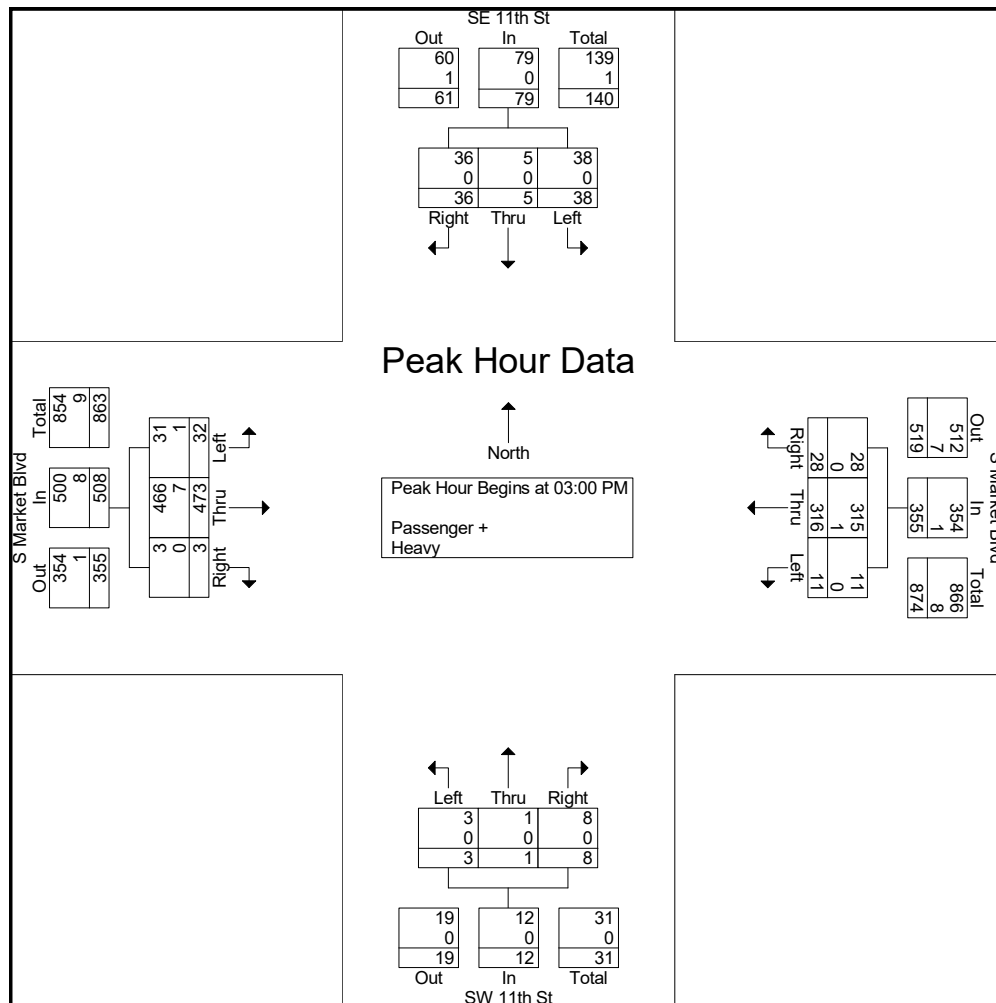 SE 11th St
Out In Total
60 79 139
1 0 1
61 79 140
36 5 38
0 0 0
36 5 38
Right Thru Left
Peak Hour Data
North
Peak Hour Begins at 03:00 PM
Passenger +
Heavy
S Market Blvd
Out In Total
354 500 854
1 8 9
355 508 863
Left Thru Right
31 466 3
1 7 0
32 473 3
S Market Blvd
Out In Total
512 354 866
7 1 8
519 355 874
Right Thru Left
28 315 11
0 1 0
28 316 11
Left Thru Right
3 1 8
0 0 0
3 1 8
19 12 31
0 0 0
19 12 31
Out In Total
SW 11th St